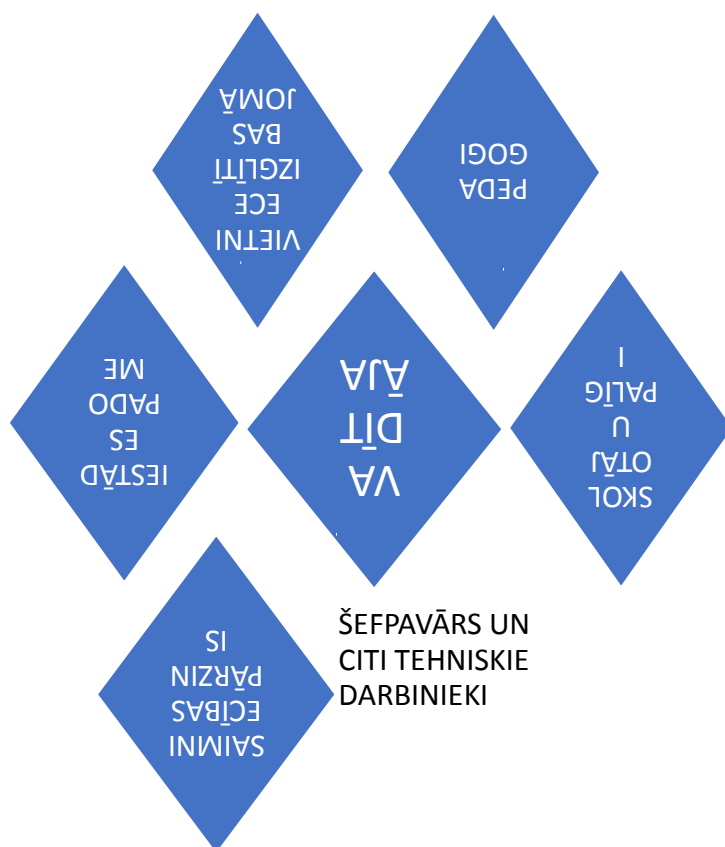 VIETNI
ECE
IZGLĪTĪ
BAS
JOMĀ
PEDA
GOGI
IESTĀD
ES
PADO
ME
VA
DĪT
ĀJA
SKOL
OTĀJ
U
PALĪG
I
SAIMNI
ECĪBAS
PĀRZIN
IS
ŠEFPAVĀRS UN
CITI TEHNISKIE
DARBINIEKI